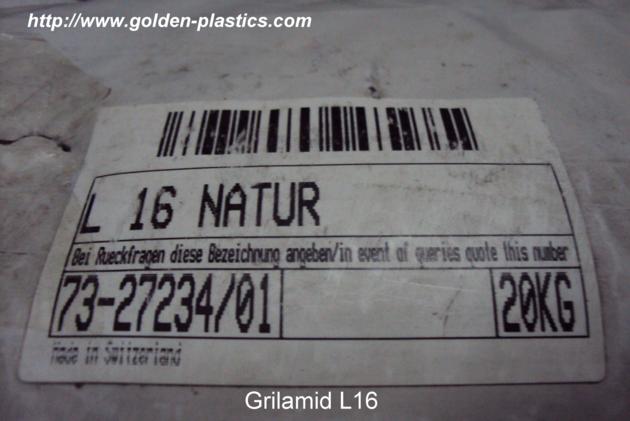 http://www.golden-plastics.com
L 16 NATUR
Bei Rueckfragen diese Bezeichnung angeben/in event of queries quote this number
73-27234/01
20KG
Made in Switzerland
Grilamid L16